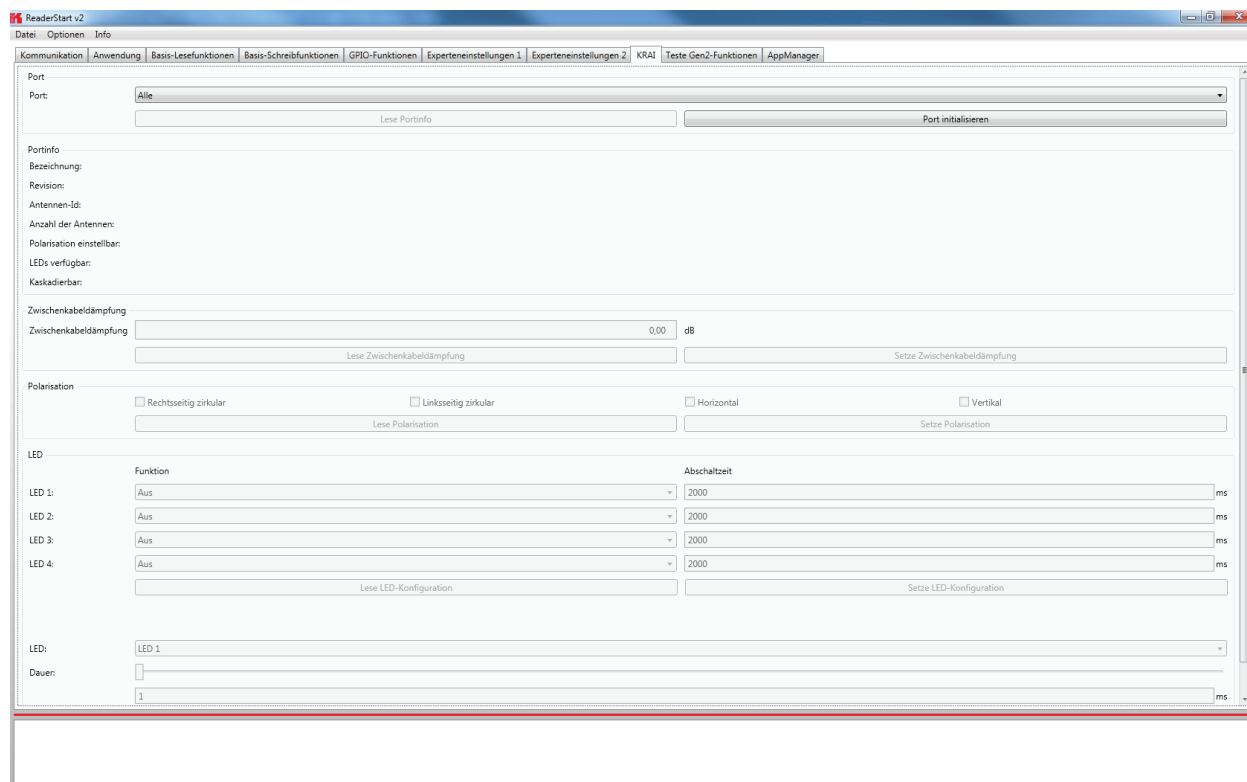 ReaderStart v2
Datei Optionen Info
Kommunikation Anwendung Basis-Lesefunktionen Basis-Schreibfunktionen GPIO-Funktionen Experteneinstellungen 1 Experteneinstellungen 2 KRAI Teste Gen2-Funktionen AppManager
Port
Port: Alle
Lese Portinfo Port initialisieren
Portinfo
Bezeichnung:
Revision:
Antennen-Id:
Anzahl der Antennen:
Polarisation einstellbar:
LEDs verfügbar:
Kaskadierbar:
Zwischenkabeldämpfung
Zwischenkabeldämpfung 0,00 dB
Lese Zwischenkabeldämpfung Setze Zwischenkabeldämpfung
Polarisation
Rechtsseitig zirkular Linksseitig zirkular Horizontal Vertikal
Lese Polarisation Setze Polarisation
LED
Funktion Abschaltzeit
LED 1: Aus 2000 ms
LED 2: Aus 2000 ms
LED 3: Aus 2000 ms
LED 4: Aus 2000 ms
Lese LED-Konfiguration Setze LED-Konfiguration
LED: LED 1
Dauer:
1 ms